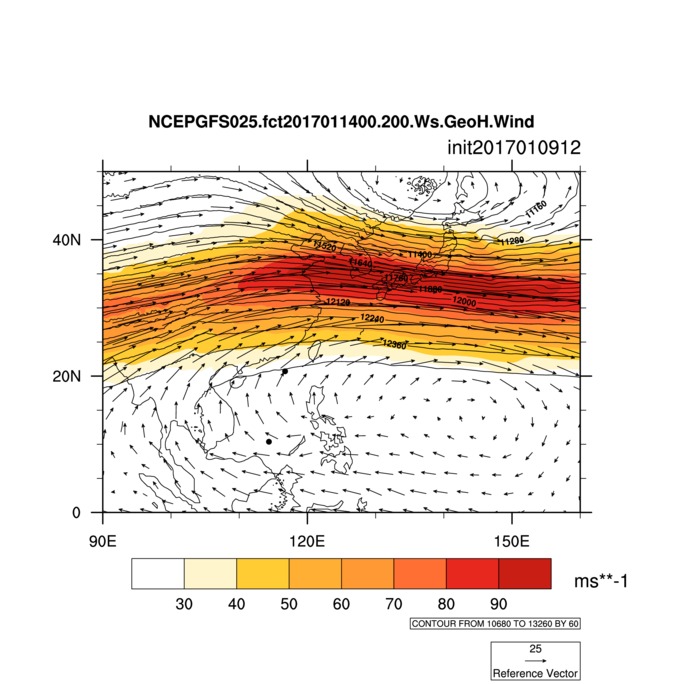 NCEPGFS025.fct2017011400.200.Ws.GeoH.Wind
init2017010912
11160
40N
11280
11520
11400
11640
11760
11880
12000
12120
12240
12360
20N
0
90E 120E 150E
ms**-1
30 40 50 60 70 80 90
CONTOUR FROM 10680 TO 13260 BY 60
25
Reference Vector